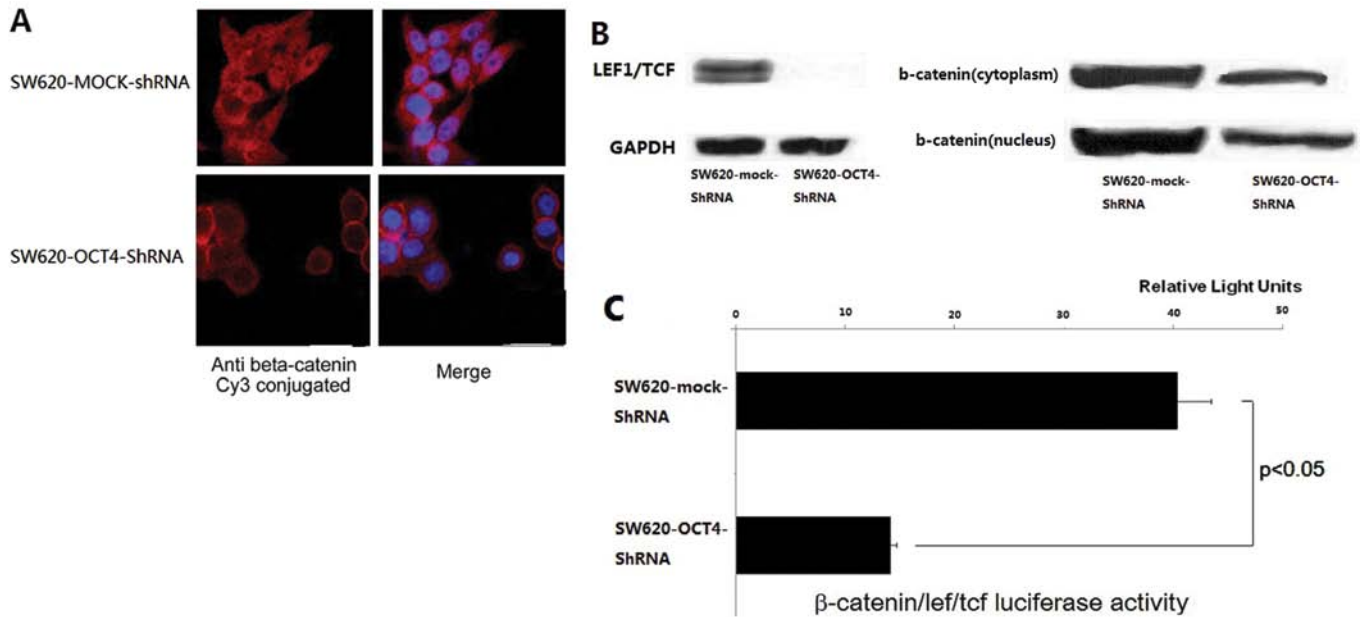 A
SW620-MOCK-shRNA
SW620-OCT4-ShRNA
Anti beta-catenin
Cy3 conjugated
Merge
B
LEF1/TCF
GAPDH
SW620-mock-
ShRNA
SW620-OCT4-
ShRNA
b-catenin(cytoplasm)
b-catenin(nucleus)
SW620-mock-
ShRNA
SW620-OCT4-
ShRNA
C
Relative Light Units
0 10 20 30 40 50
SW620-mock-
ShRNA
SW620-OCT4-
ShRNA
p<0.05
β-catenin/lef/tcf luciferase activity